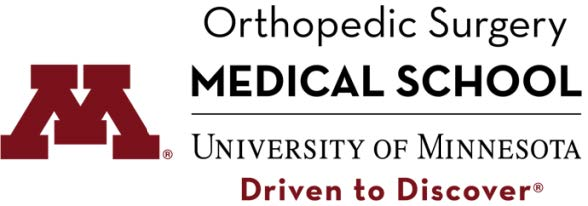 Orthopedic Surgery
MEDICAL SCHOOL
M®
UNIVERSITY OF MINNESOTA
Driven to Discover®